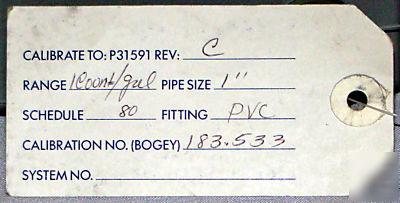 CALIBRATE TO: P31591 REV: C
RANGE 1Count/gal PIPE SIZE 1"
SCHEDULE 80 FITTING PVC
CALIBRATION NO. (BOGEY) 183.533
SYSTEM NO.